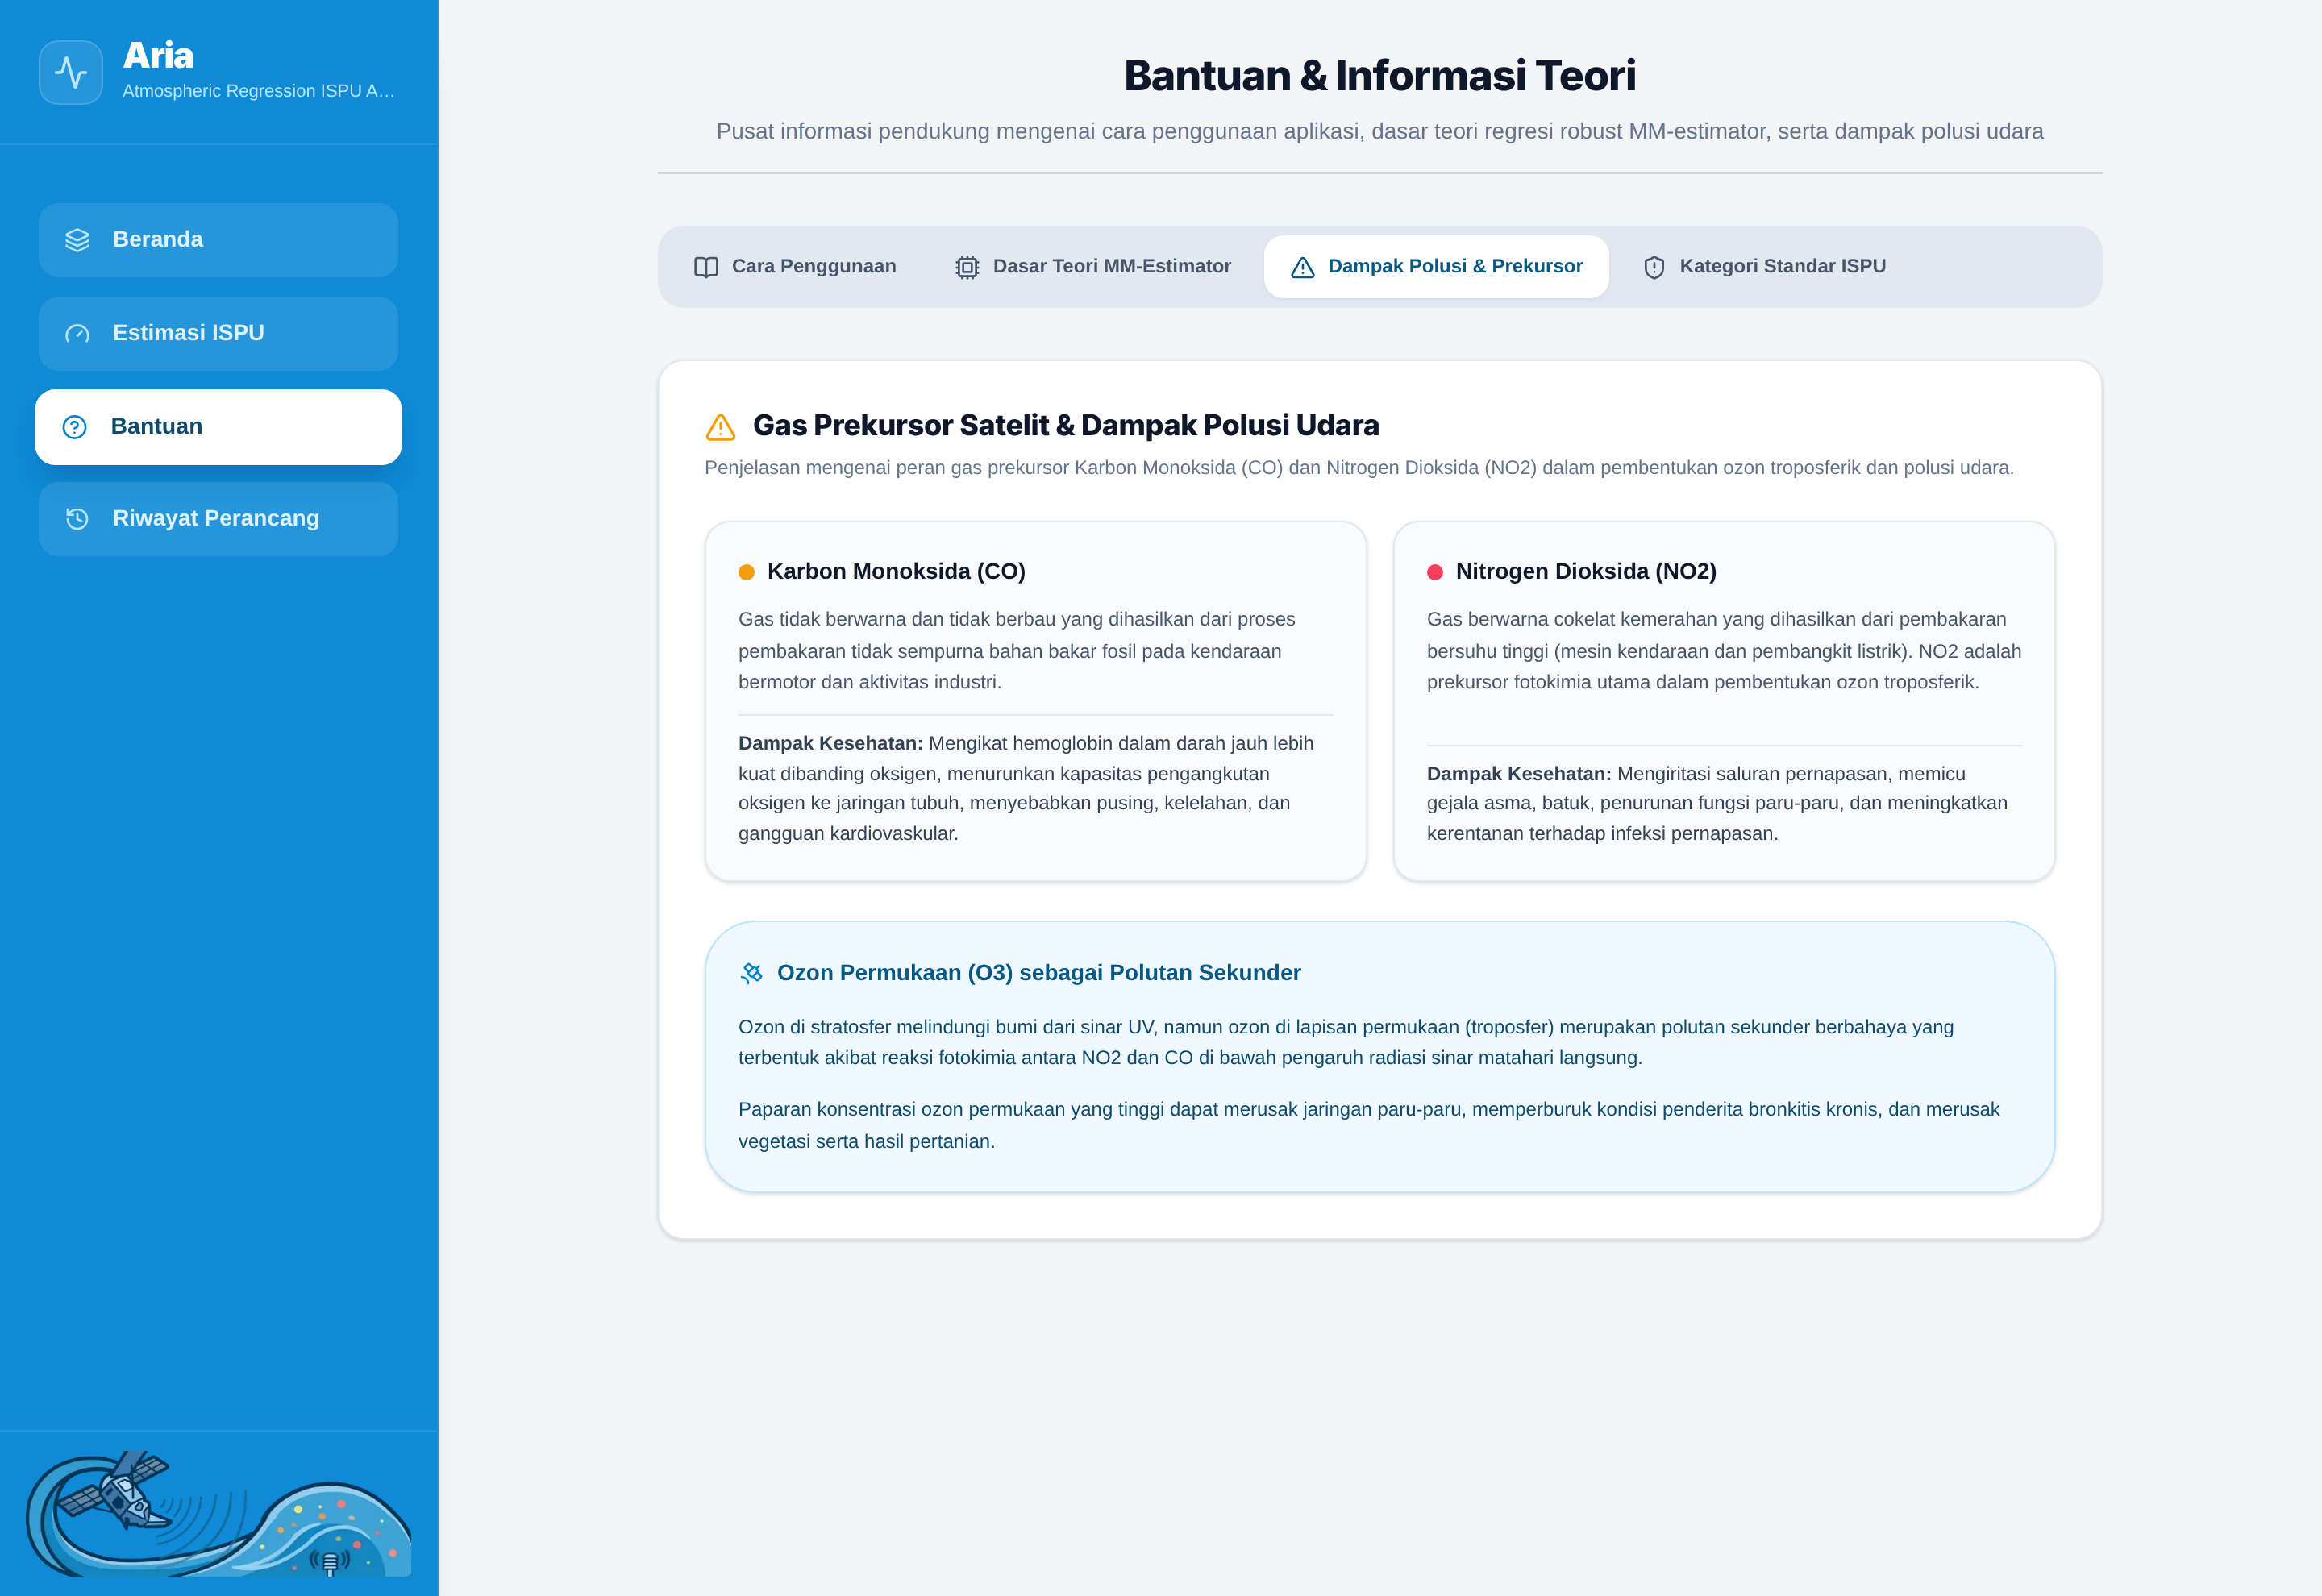 Aria
Atmospheric Regression ISPU A...
Beranda
Estimasi ISPU
Bantuan
Riwayat Perancang
Bantuan & Informasi Teori
Pusat informasi pendukung mengenai cara penggunaan aplikasi, dasar teori regresi robust MM-estimator, serta dampak polusi udara
Cara Penggunaan
Dasar Teori MM-Estimator
Dampak Polusi & Prekursor
Kategori Standar ISPU
Gas Prekursor Satelit & Dampak Polusi Udara
Penjelasan mengenai peran gas prekursor Karbon Monoksida (CO) dan Nitrogen Dioksida (NO2) dalam pembentukan ozon troposferik dan polusi udara.
Karbon Monoksida (CO)
Gas tidak berwarna dan tidak berbau yang dihasilkan dari proses
pembakaran tidak sempurna bahan bakar fosil pada kendaraan
bermotor dan aktivitas industri.
Dampak Kesehatan: Mengikat hemoglobin dalam darah jauh lebih
kuat dibanding oksigen, menurunkan kapasitas pengangkutan
oksigen ke jaringan tubuh, menyebabkan pusing, kelelahan, dan
gangguan kardiovaskular.
Nitrogen Dioksida (NO2)
Gas berwarna cokelat kemerahan yang dihasilkan dari pembakaran
bersuhu tinggi (mesin kendaraan dan pembangkit listrik). NO2 adalah
prekursor fotokimia utama dalam pembentukan ozon troposferik.
Dampak Kesehatan: Mengiritasi saluran pernapasan, memicu
gejala asma, batuk, penurunan fungsi paru-paru, dan meningkatkan
kerentanan terhadap infeksi pernapasan.
Ozon Permukaan (O3) sebagai Polutan Sekunder
Ozon di stratosfer melindungi bumi dari sinar UV, namun ozon di lapisan permukaan (troposfer) merupakan polutan sekunder berbahaya yang
terbentuk akibat reaksi fotokimia antara NO2 dan CO di bawah pengaruh radiasi sinar matahari langsung.
Paparan konsentrasi ozon permukaan yang tinggi dapat merusak jaringan paru-paru, memperburuk kondisi penderita bronkitis kronis, dan merusak
vegetasi serta hasil pertanian.